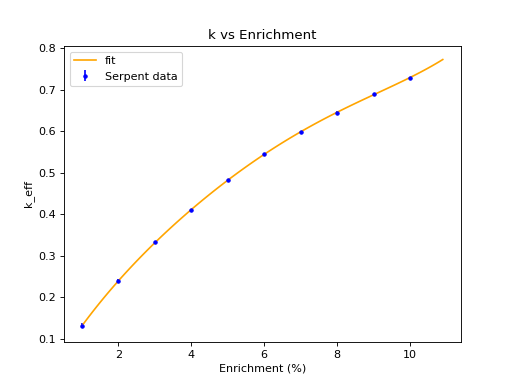 k vs Enrichment
fit
Serpent data
k_eff
0.8
0.7
0.6
0.5
0.4
0.3
0.2
0.1
2 4 6 8 10
Enrichment (%)